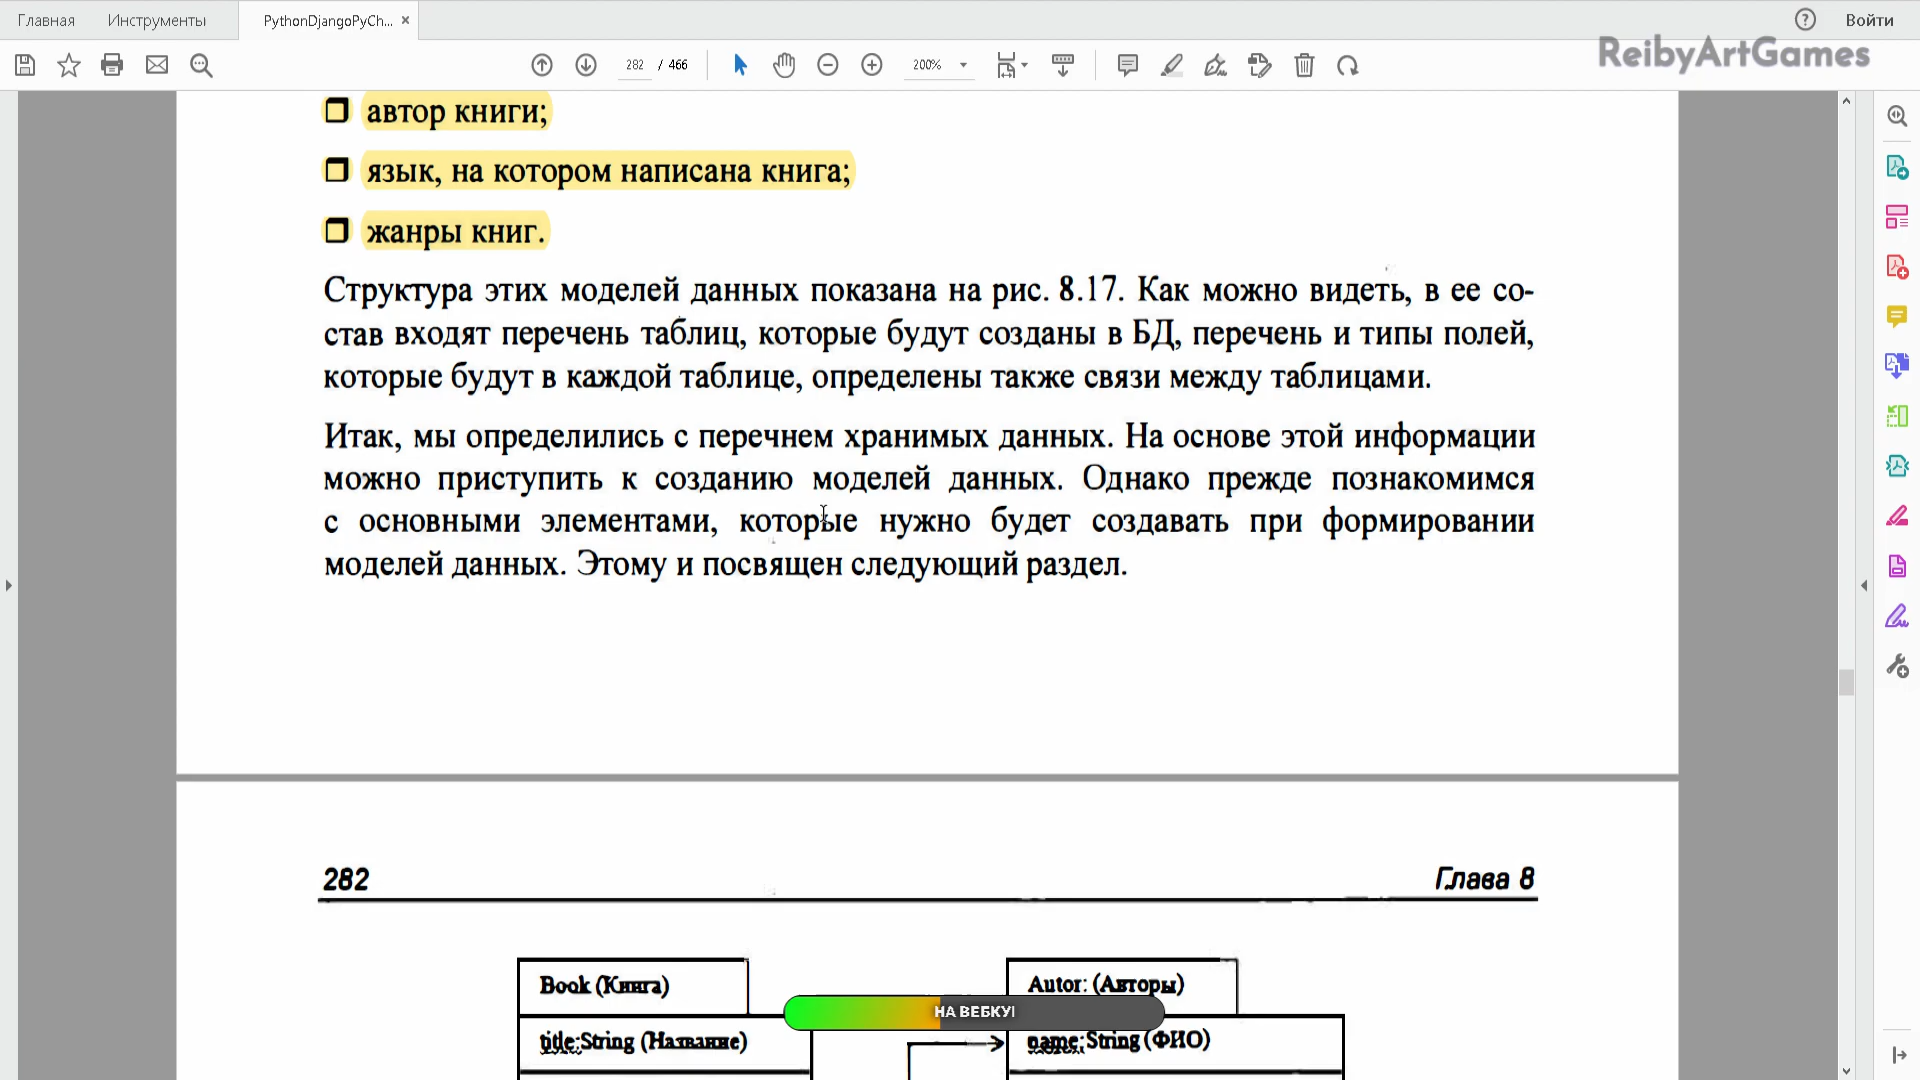 Главная Инструменты PythonDjangoPyCh... × ? Войти
282 / 466 200% ReibyArtGames
автор книги;
язык, на котором написана книга;
жанры книг.
Структура этих моделей данных показана на рис. 8.17. Как можно видеть, в ее со-
став входят перечень таблиц, которые будут созданы в БД, перечень и типы полей,
которые будут в каждой таблице, определены также связи между таблицами.
Итак, мы определились с перечнем хранимых данных. На основе этой информации
можно приступить к созданию моделей данных. Однако прежде познакомимся
с основными элементами, которые нужно будет создавать при формировании
моделей данных. Этому и посвящен следующий раздел.
282 Глава 8
Book (Книга) Autor: (Авторы)
НА ВЕБКУ!
title:String (Название) name:String (ФИО)